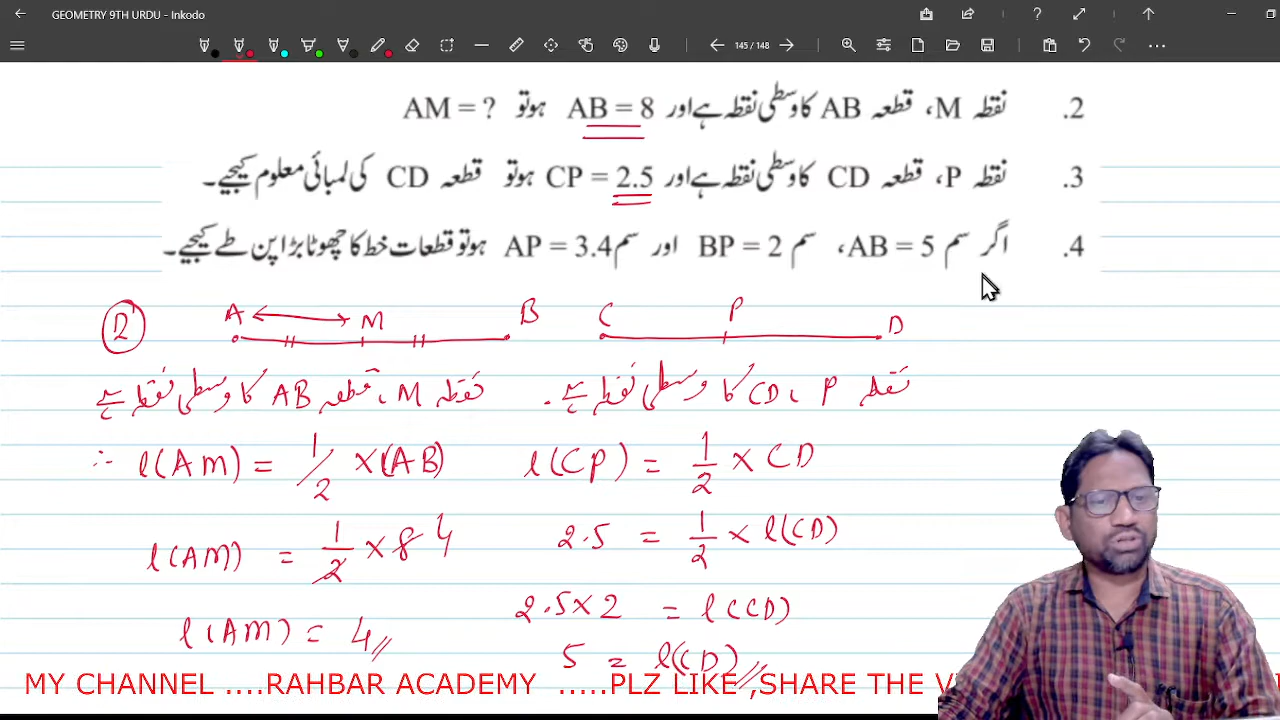 GEOMETRY 9TH URDU - Inkodo
145 / 148
2. نقطہ M، قطعہ AB کا وسطی نقطہ ہے اور AB = 8 ہو تو AM = ?
3. نقطہ P، قطعہ CD کا وسطی نقطہ ہے اور CP = 2.5 ہو تو قطعہ CD کی لمبائی معلوم کیجیے۔
4. اگر سم AB = 5، سم BP = 2 اور سم AP = 3.4 ہو تو قطعات خط کا چھوٹا بڑا پن طے کیجیے۔
A M B
C P D
نقطہ M، قطعہ AB کا وسطی نقطہ ہے
∴ l(AM) = 1/2 × l(AB)
l(AM) = 1/2 × 8 4
l(AM) = 4//
نقطہ P، CD کا وسطی نقطہ ہے۔
l(CP) = 1/2 × CD
2.5 = 1/2 × l(CD)
2.5 × 2 = l(CD)
5 = l(CD)//
MY CHANNEL ....RAHBAR ACADEMY .....PLZ LIKE ,SHARE THE